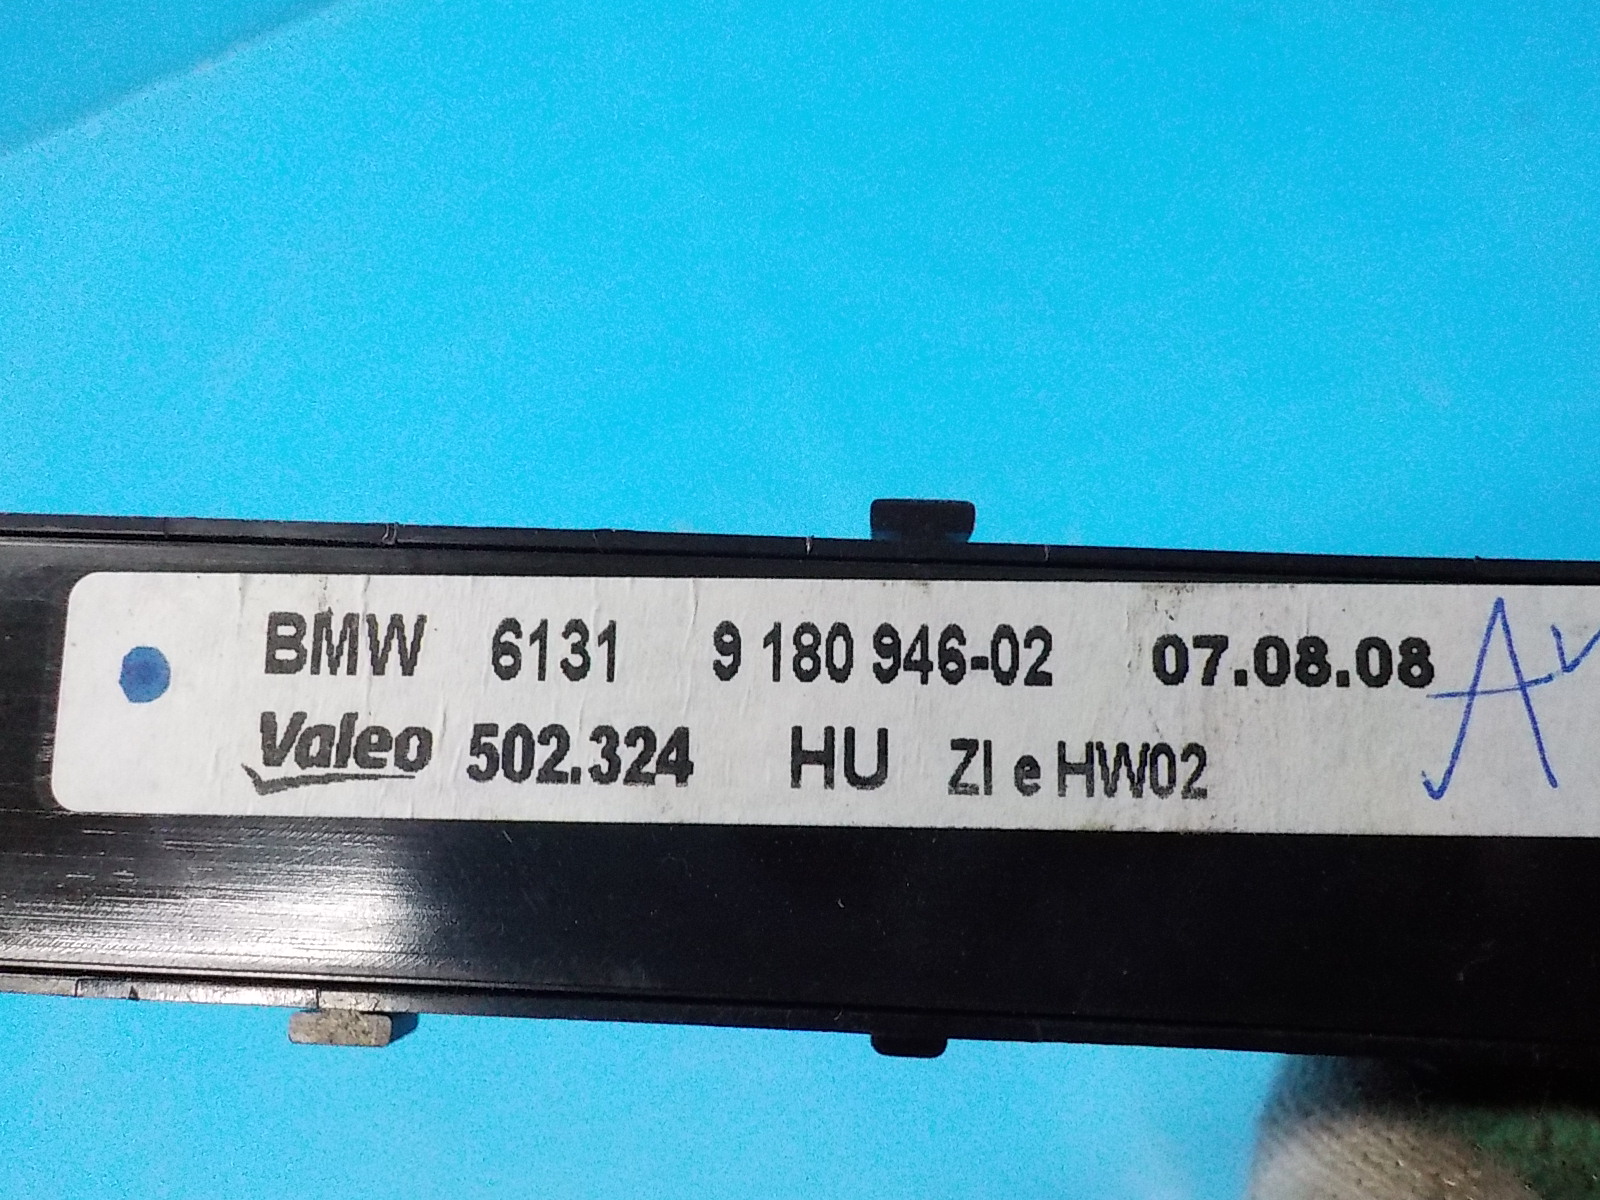 BMW 6131 9 180 946-02 07.08.08 A
Valeo 502.324 HU ZI e HW02